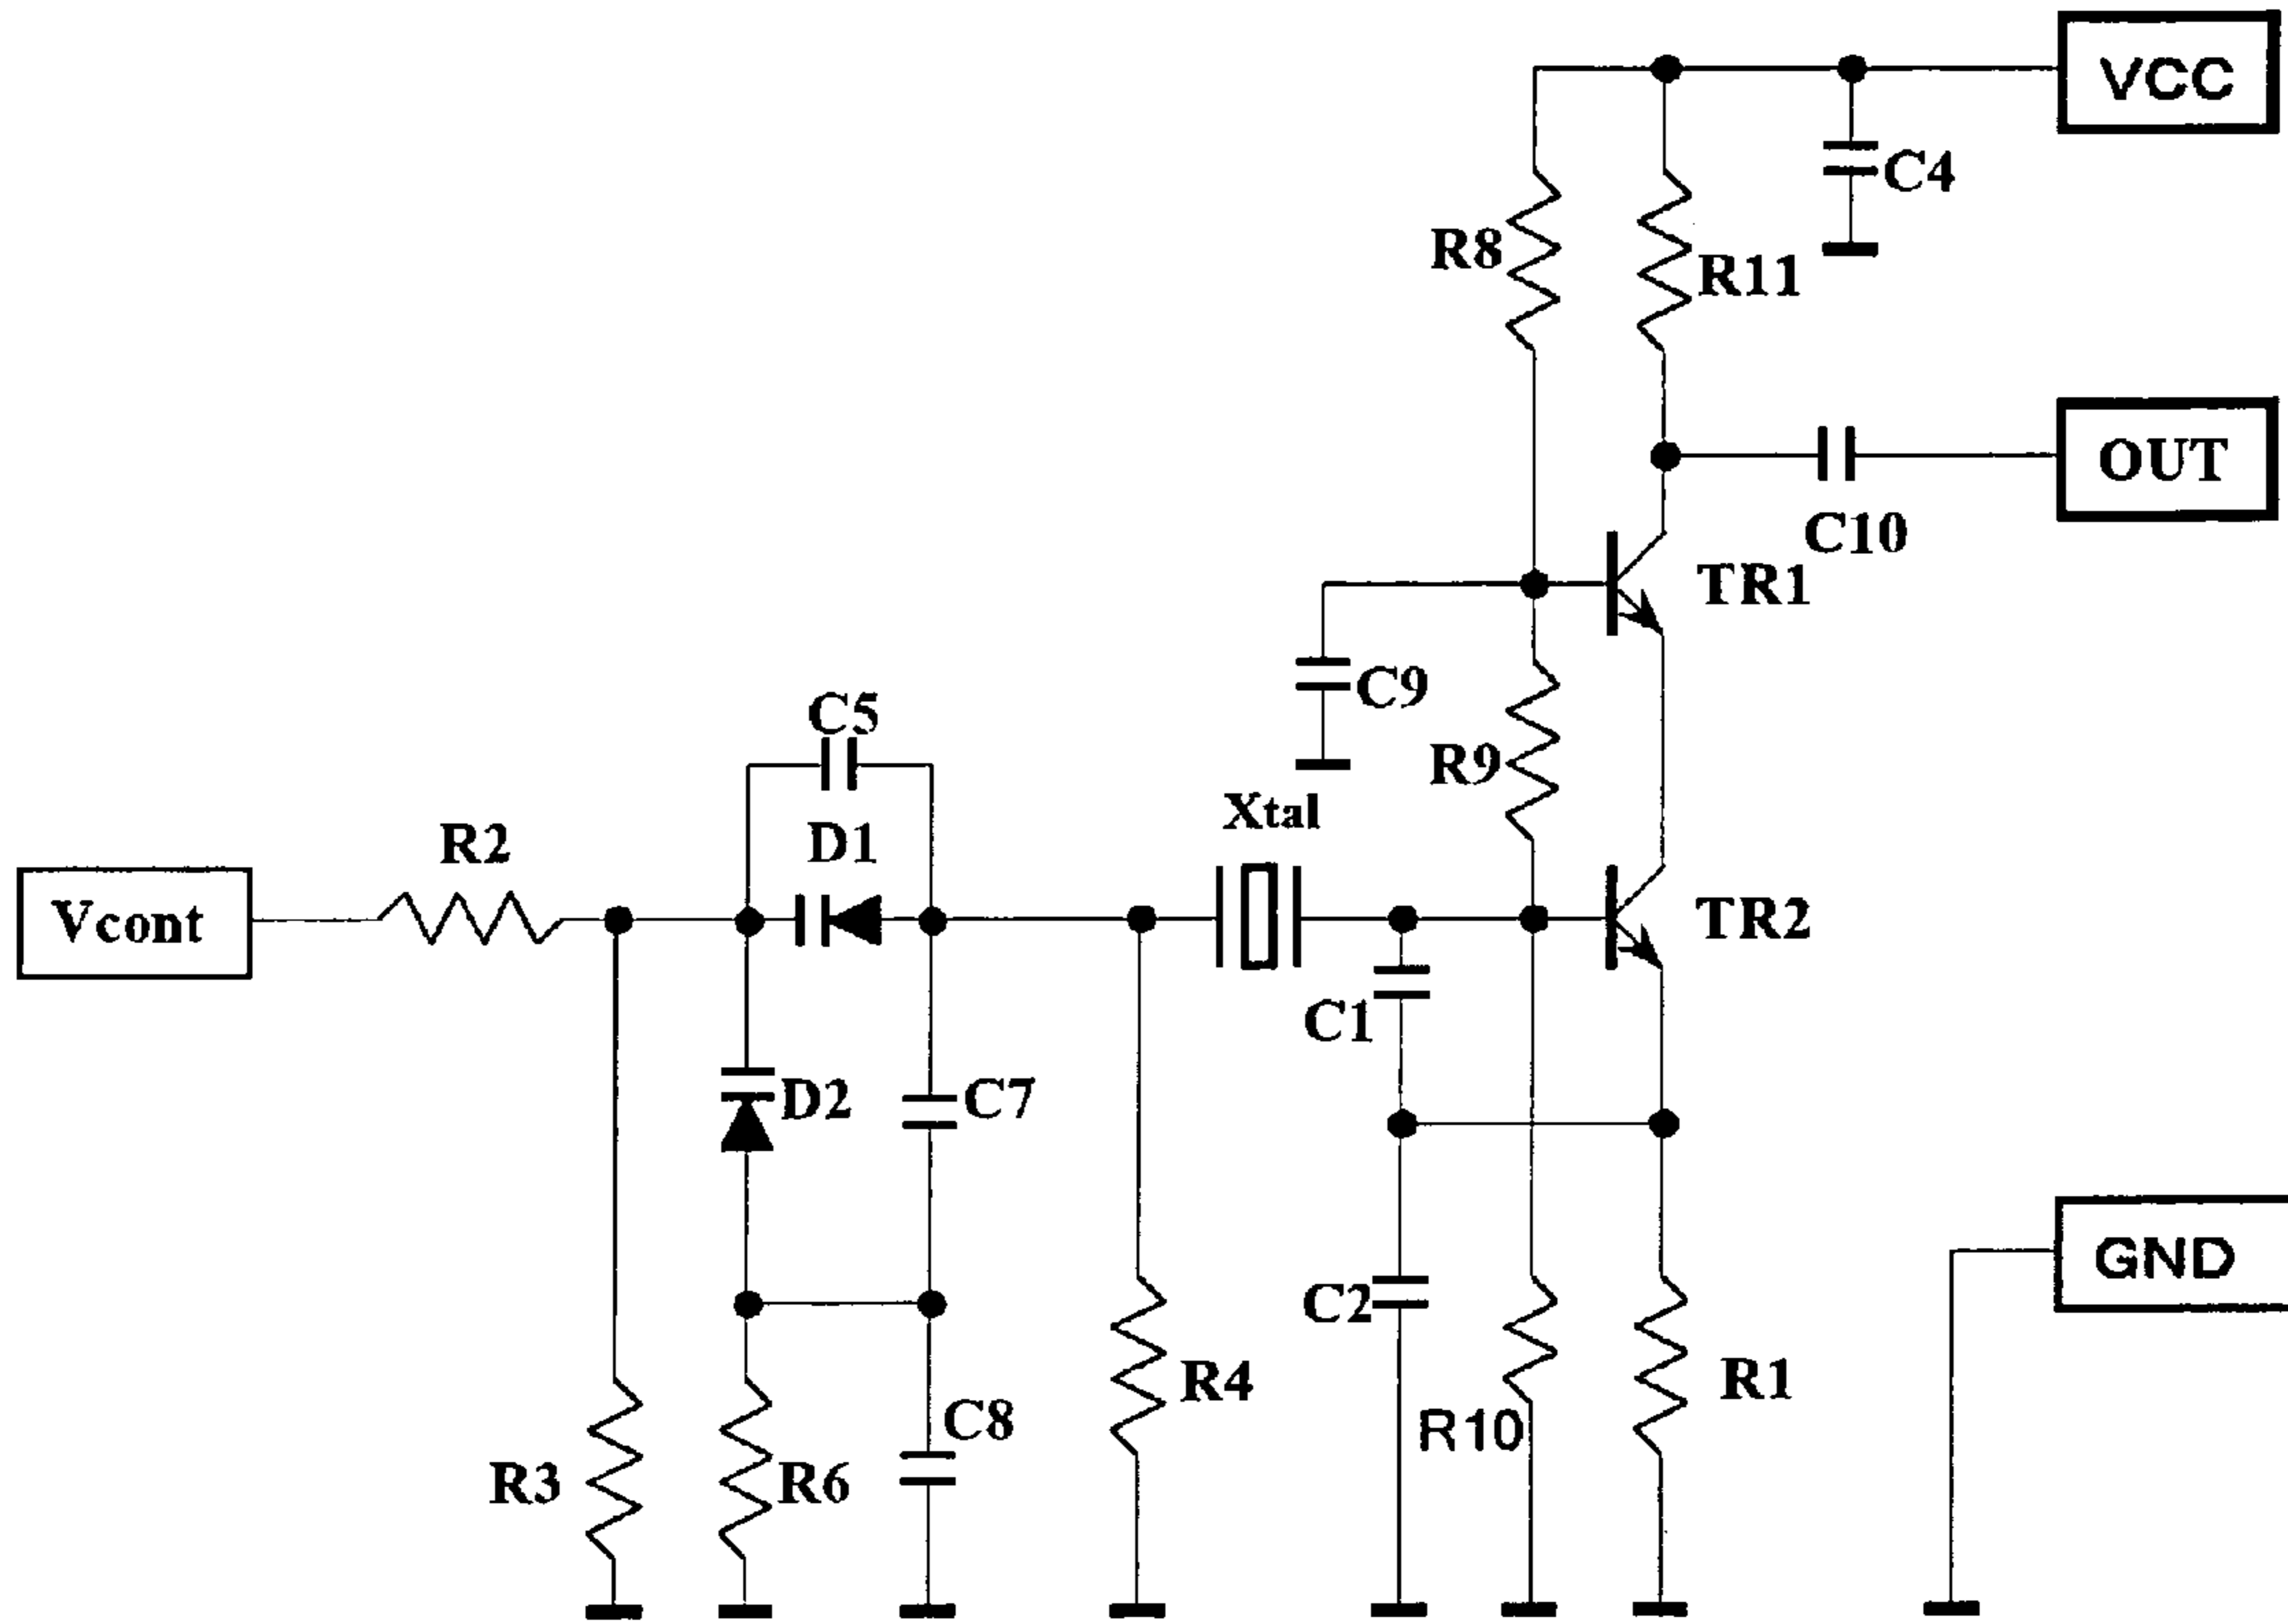 VCC
C4
R8
R11
OUT
C10
TR1
C9
C5
R9
Xtal
R2
D1
Vcont
TR2
C1
D2
C7
GND
C2
R4
R1
C8
R10
R3
R6